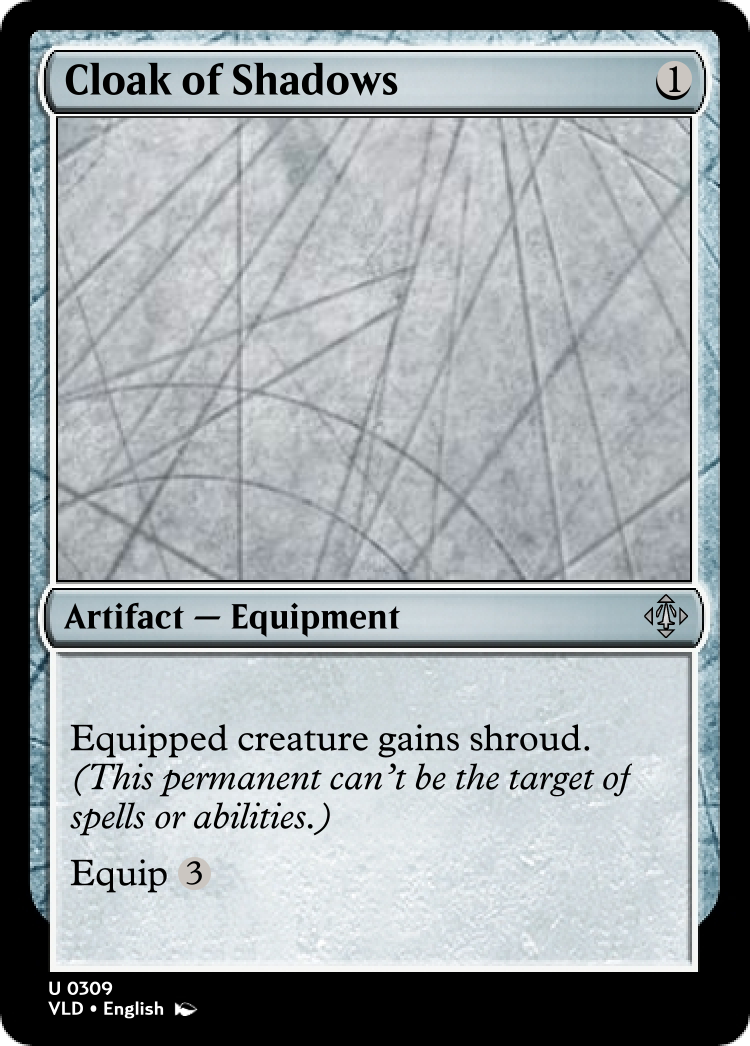 Cloak of Shadows 1
Artifact — Equipment
Equipped creature gains shroud.
(This permanent can't be the target of
spells or abilities.)
Equip 3
U 0309
VLD • English